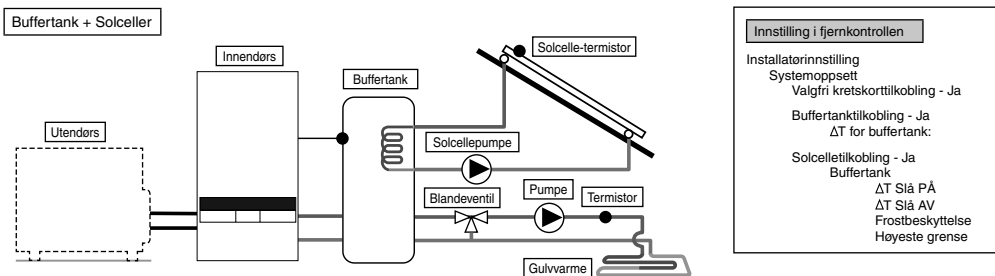 Buffertank + Solceller
Utendørs
Innendørs
Buffertank
Solcelle-termistor
Solcellepumpe
Blandeventil
Pumpe
Termistor
Gulvvarme
Innstilling i fjernkontrollen
Installatørinnstilling
Systemoppsett
Valgfri kretskorttilkobling - Ja
Buffertanktilkobling - Ja
ΔT for buffertank:
Solcelletilkobling - Ja
Buffertank
ΔT Slå PÅ
ΔT Slå AV
Frostbeskyttelse
Høyeste grense